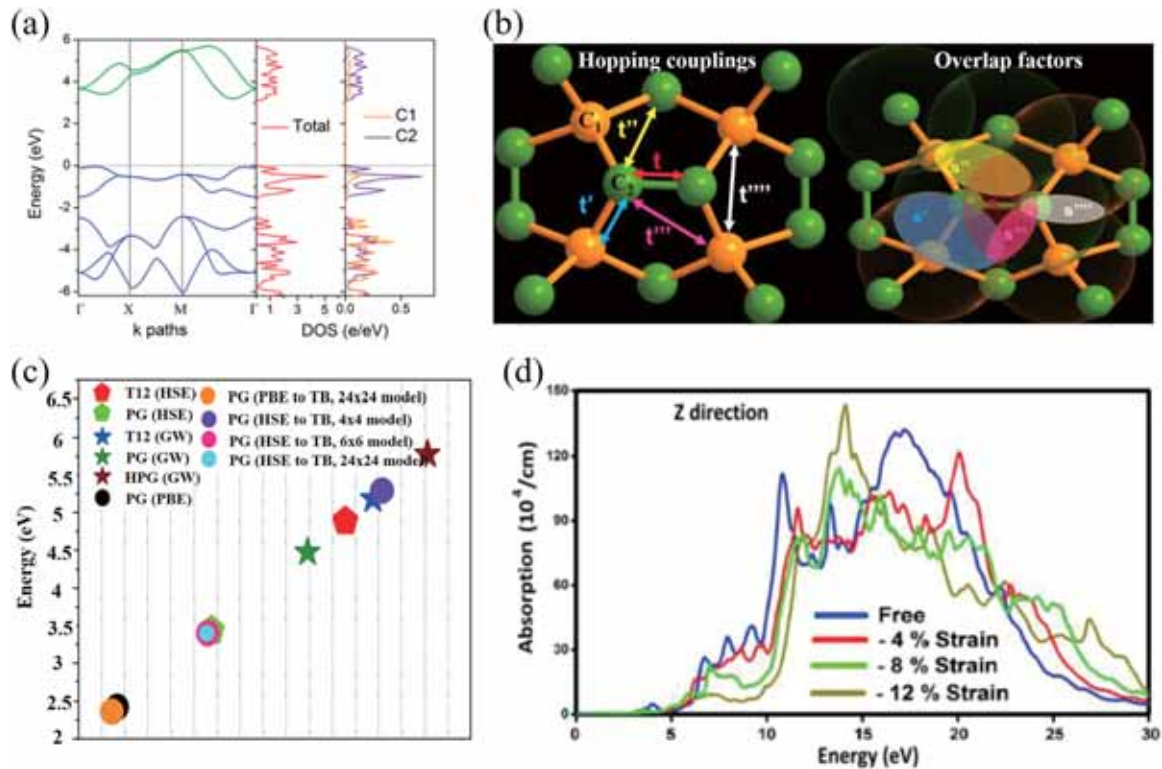 (a)
6
4
2
0
-2
-4
-6
Energy (eV)
Γ X M Γ
k paths
Total
C1
C2
1 3 5 0.0 0.8
DOS (e/eV)
(b)
Hopping couplings
Overlap factors
C1
C2
t''
t
t'
t'''
t''''
s''
s'
s'''
s''''
(c)
T12 (HSE)
PG (HSE)
T12 (GW)
PG (GW)
HPG (GW)
PG (PBE)
PG (PBE to TB, 24x24 model)
PG (HSE to TB, 4x4 model)
PG (HSE to TB, 6x6 model)
PG (HSE to TB, 24x24 model)
6.5
6
5.5
5
4.5
4
3.5
3
2.5
2
Energy (eV)
(d)
Z direction
150
120
90
60
30
0
Absorption (10^4/cm)
Free
- 4 % Strain
- 8 % Strain
- 12 % Strain
0 5 10 15 20 25 30
Energy (eV)